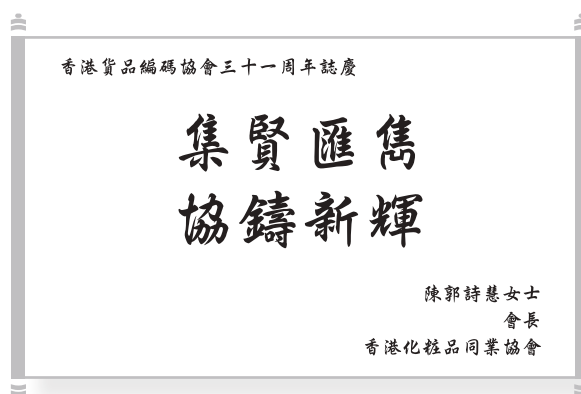 香港貨品編碼協會三十一周年誌慶
集賢匯雋
協鑄新輝
陳郭詩慧女士
會長
香港化粧品同業協會